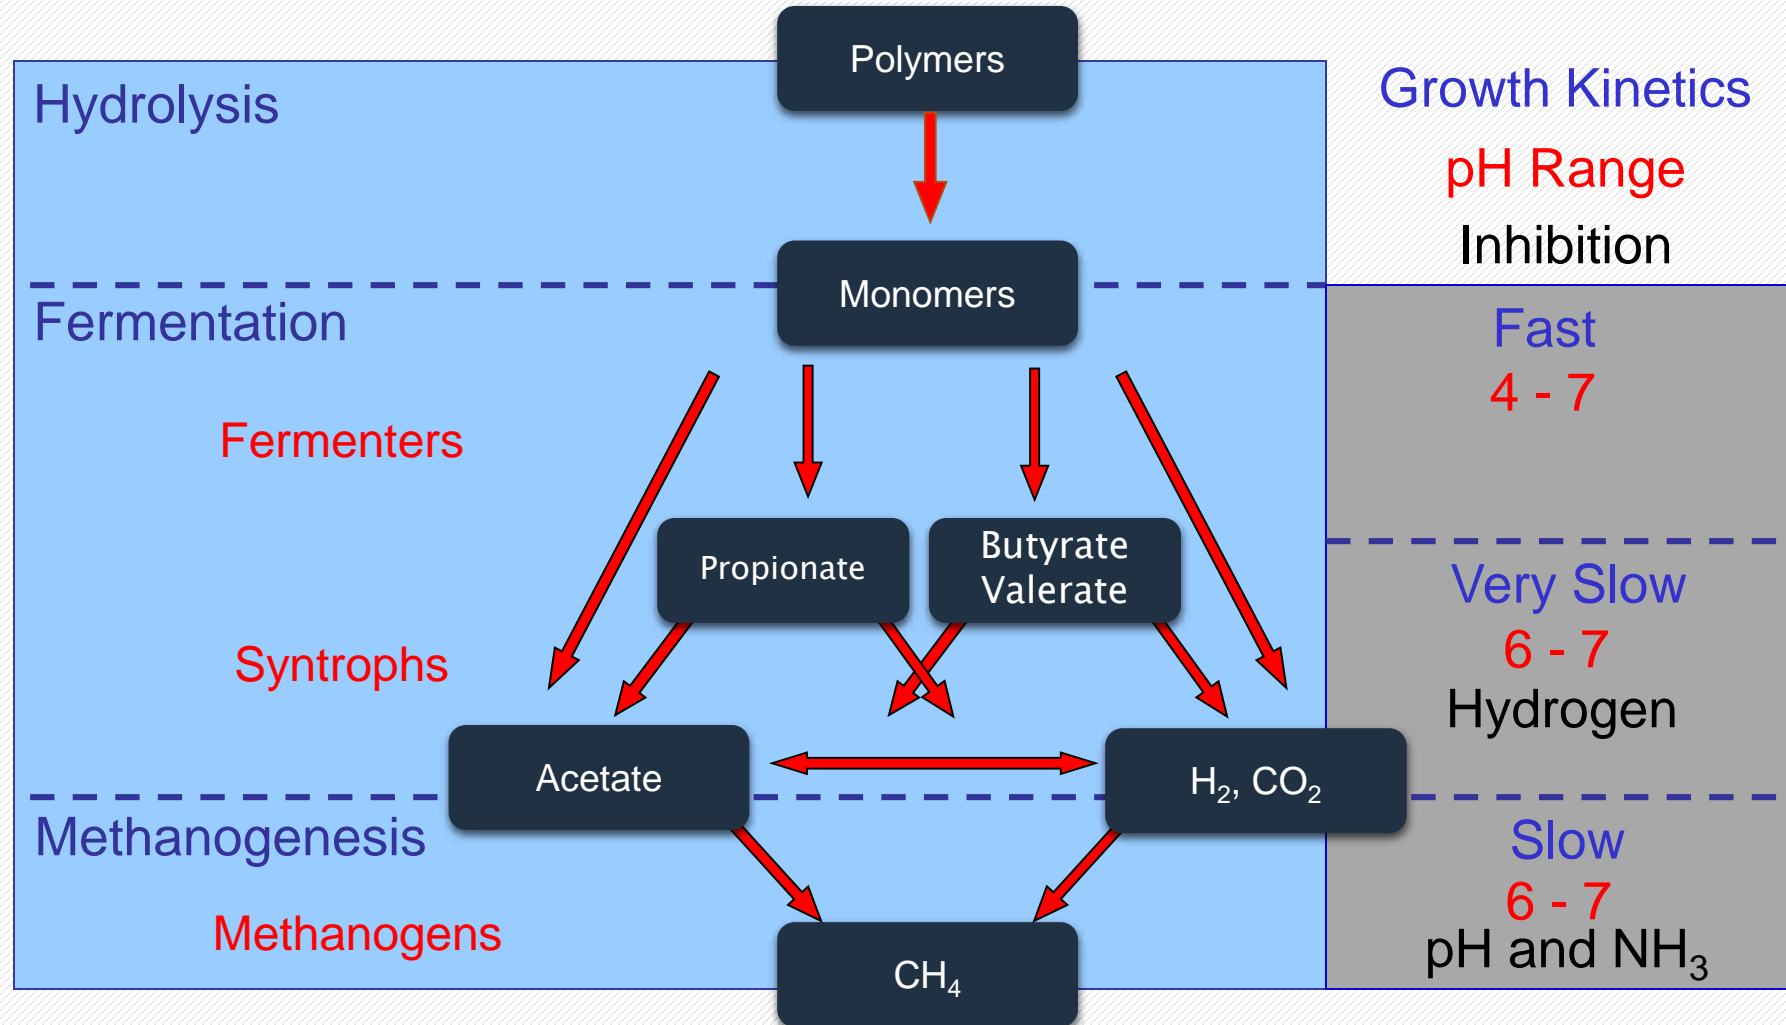 Polymers
Hydrolysis
Growth Kinetics
pH Range
Inhibition
Monomers
Fermentation
Fast
4 - 7
Fermenters
Propionate
Butyrate
Valerate
Very Slow
6 - 7
Hydrogen
Syntrophs
Acetate
H₂, CO₂
Methanogenesis
Slow
6 - 7
pH and NH₃
Methanogens
CH₄